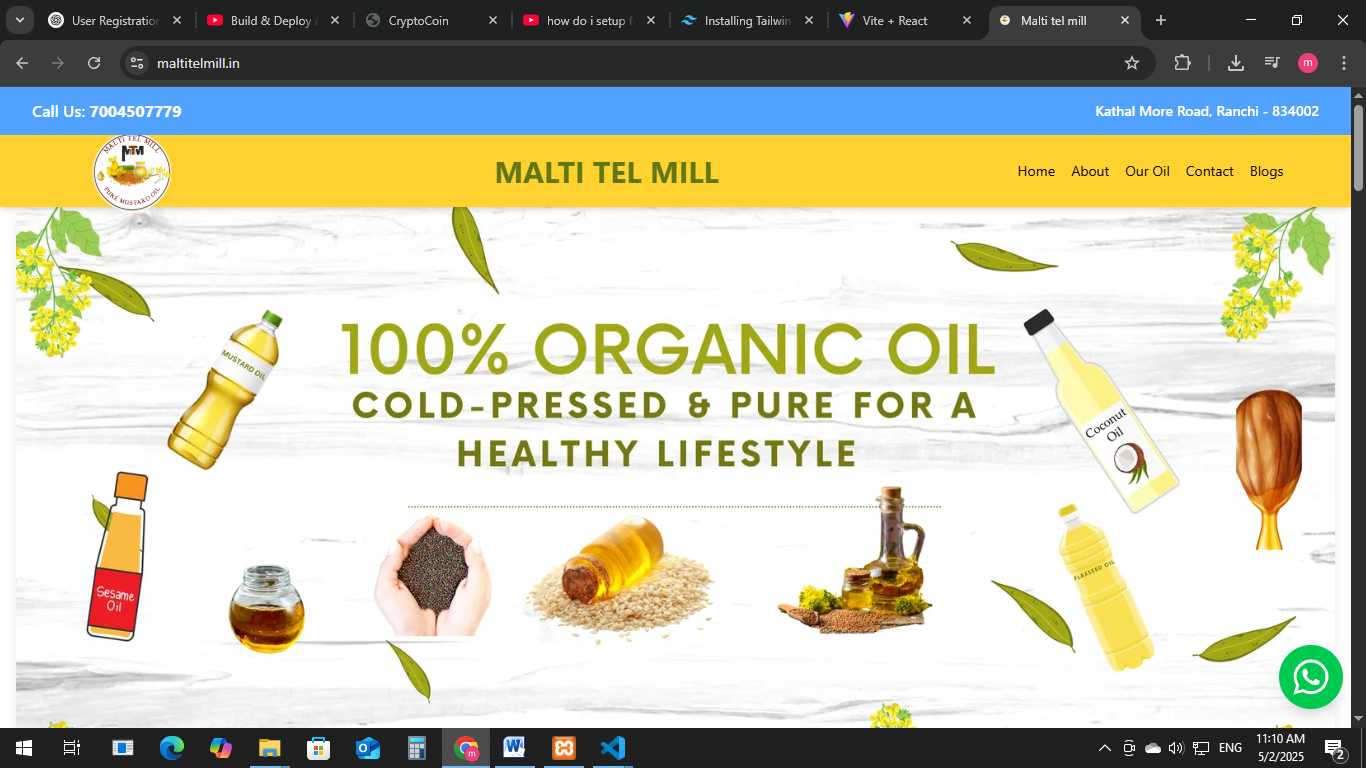 User Registration
Build & Deploy
CryptoCoin
how do i setup f
Installing Tailwin
Vite + React
Malti tel mill
maltitelmill.in
m
Call Us: 7004507779
Kathal More Road, Ranchi - 834002
MALTI TEL MILL
MTM
PURE MUSTARD OIL
MALTI TEL MILL
Home About Our Oil Contact Blogs
100% ORGANIC OIL
COLD-PRESSED & PURE FOR A
HEALTHY LIFESTYLE
MUSTARD OIL
Coconut
Oil
Sesame
Oil
FLAXSEED OIL
ENG
11:10 AM
5/2/2025
2